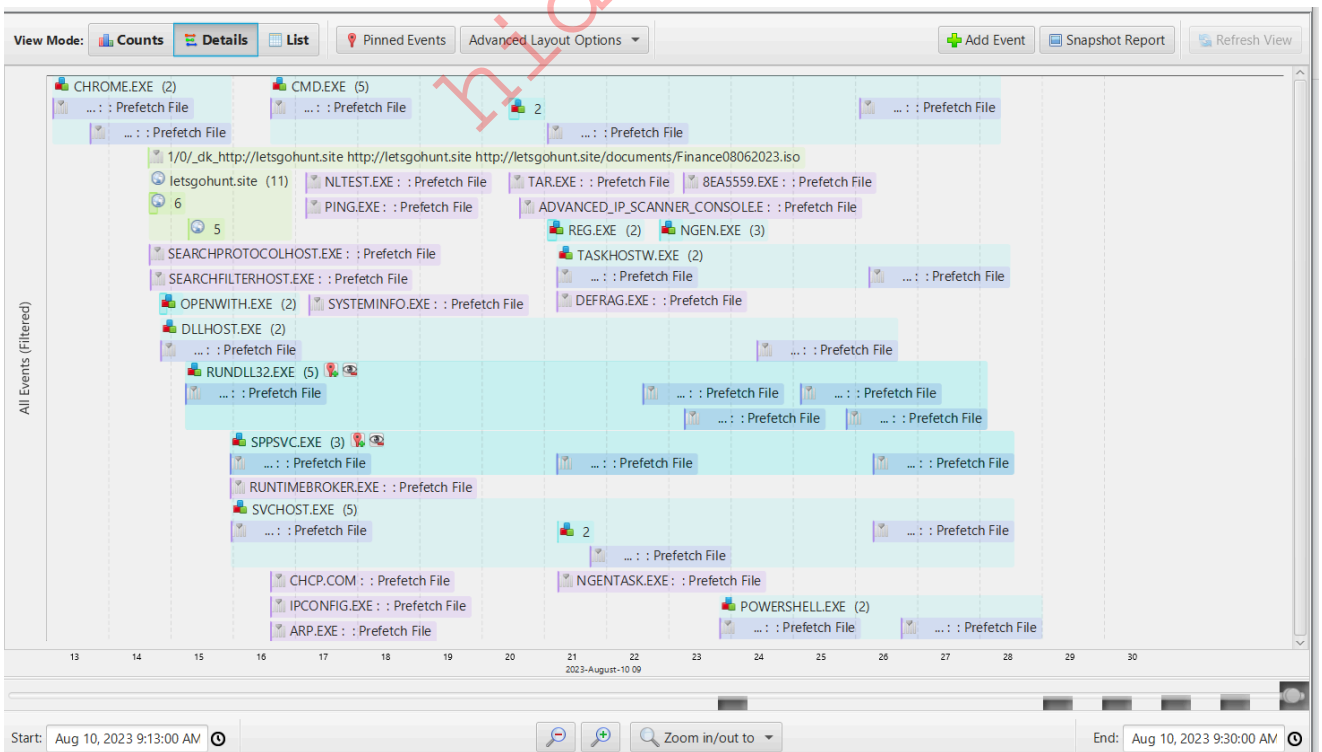 View Mode: Counts Details List Pinned Events Advanced Layout Options Add Event Snapshot Report Refresh View
CHROME.EXE (2) CMD.EXE (5)
...: : Prefetch File ...: : Prefetch File 2 ...: : Prefetch File
...: : Prefetch File ...: : Prefetch File
1/0/_dk_http://letsgohunt.site http://letsgohunt.site http://letsgohunt.site/documents/Finance08062023.iso
letsgohunt.site (11) NLTEST.EXE : : Prefetch File TAR.EXE : : Prefetch File 8EA5559.EXE : : Prefetch File
6 PING.EXE : : Prefetch File ADVANCED_IP_SCANNER_CONSOLE.E : : Prefetch File
5 REG.EXE (2) NGEN.EXE (3)
SEARCHPROTOCOLHOST.EXE : : Prefetch File TASKHOSTW.EXE (2)
SEARCHFILTERHOST.EXE : : Prefetch File ...: : Prefetch File ...: : Prefetch File
OPENWITH.EXE (2) SYSTEMINFO.EXE : : Prefetch File DEFRAG.EXE : : Prefetch File
DLLHOST.EXE (2)
...: : Prefetch File ...: : Prefetch File
RUNDLL32.EXE (5)
...: : Prefetch File ...: : Prefetch File ...: : Prefetch File
...: : Prefetch File ...: : Prefetch File
SPPSVC.EXE (3)
...: : Prefetch File ...: : Prefetch File ...: : Prefetch File
RUNTIMEBROKER.EXE : : Prefetch File
SVCHOST.EXE (5)
...: : Prefetch File 2 ...: : Prefetch File
...: : Prefetch File
CHCP.COM : : Prefetch File NGENTASK.EXE : : Prefetch File
IPCONFIG.EXE : : Prefetch File POWERSHELL.EXE (2)
ARP.EXE : : Prefetch File ...: : Prefetch File ...: : Prefetch File
All Events (Filtered)
13 14 15 16 17 18 19 20 21 22 23 24 25 26 27 28 29 30
2023-August-10 09
Start: Aug 10, 2023 9:13:00 AM Zoom in/out to End: Aug 10, 2023 9:30:00 AM